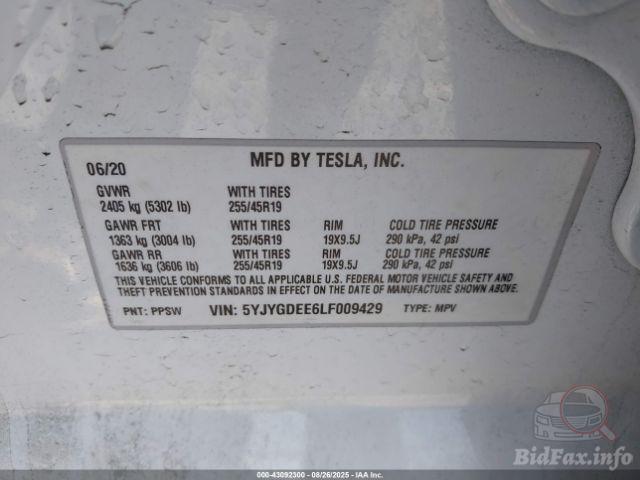 06/20 MFD BY TESLA, INC.
GVWR WITH TIRES
2405 kg (5302 lb) 255/45R19
GAWR FRT WITH TIRES RIM COLD TIRE PRESSURE
1363 kg (3004 lb) 255/45R19 19X9.5J 290 kPa, 42 psi
GAWR RR WITH TIRES RIM COLD TIRE PRESSURE
1636 kg (3606 lb) 255/45R19 19X9.5J 290 kPa, 42 psi
THIS VEHICLE CONFORMS TO ALL APPLICABLE U.S. FEDERAL MOTOR VEHICLE SAFETY AND
THEFT PREVENTION STANDARDS IN EFFECT ON THE DATE OF MANUFACTURE SHOWN ABOVE.
PNT: PPSW VIN: 5YJYGDEE6LF009429 TYPE: MPV
BidFax.info
000-43092300 - 08/26/2025 - IAA Inc.